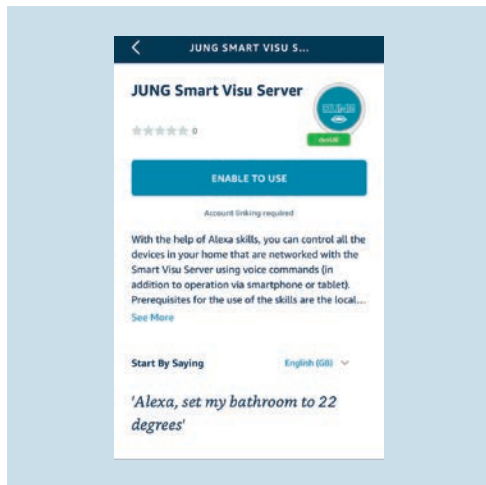 JUNG SMART VISU S...
JUNG Smart Visu Server
0
ENABLE TO USE
Account linking required
With the help of Alexa skills, you can control all the
devices in your home that are networked with the
Smart Visu Server using voice commands (in
addition to operation via smartphone or tablet).
Prerequisites for the use of the skills are the local...
See More
Start By Saying
English (GB)
'Alexa, set my bathroom to 22
degrees'